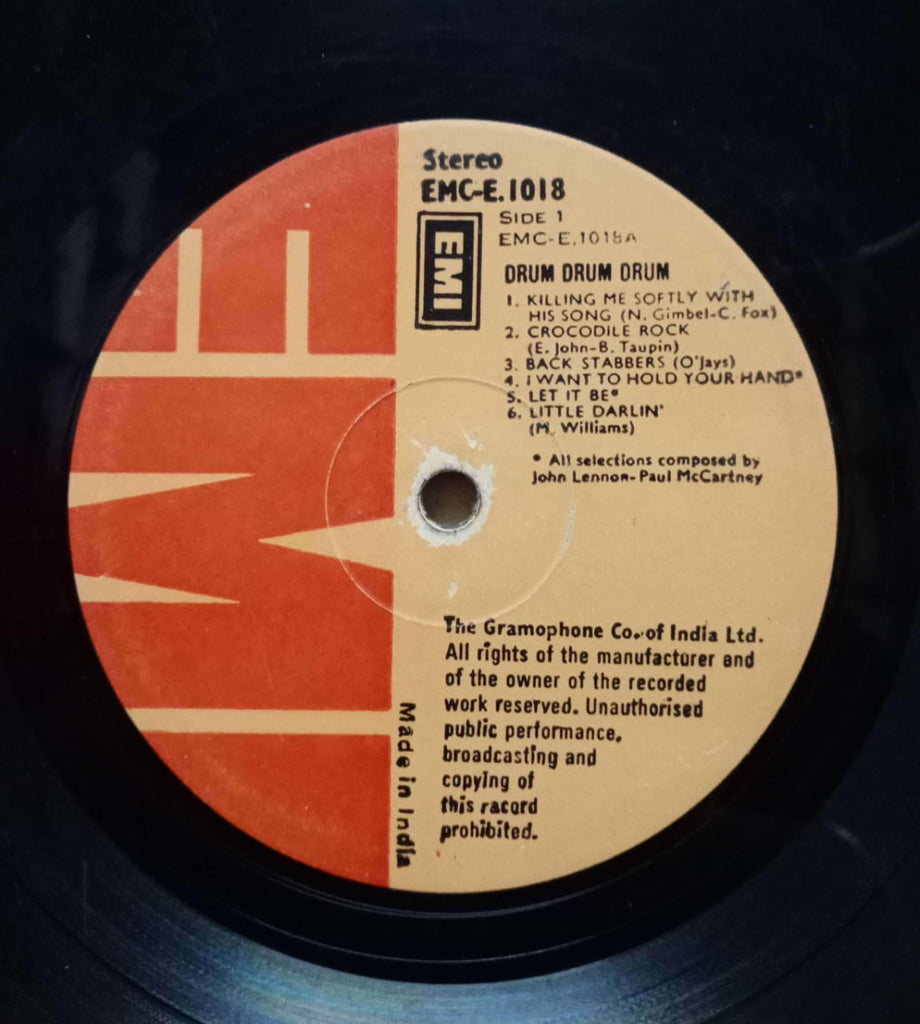 Stereo
EMC-E.1018
EMI
SIDE 1
EMC-E.1018A
DRUM DRUM DRUM
1. KILLING ME SOFTLY WITH
HIS SONG (N. Gimbel-C. Fox)
2. CROCODILE ROCK
(E. John-B. Taupin)
3. BACK STABBERS (O'Jays)
4. I WANT TO HOLD YOUR HAND*
5. LET IT BE*
6. LITTLE DARLIN'
(M. Williams)
* All selections composed by
John Lennon-Paul McCartney
The Gramophone Co. of India Ltd.
All rights of the manufacturer and
of the owner of the recorded
work reserved. Unauthorised
public performance,
broadcasting and
copying of
this racord
prohibited.
Made in India
EMI